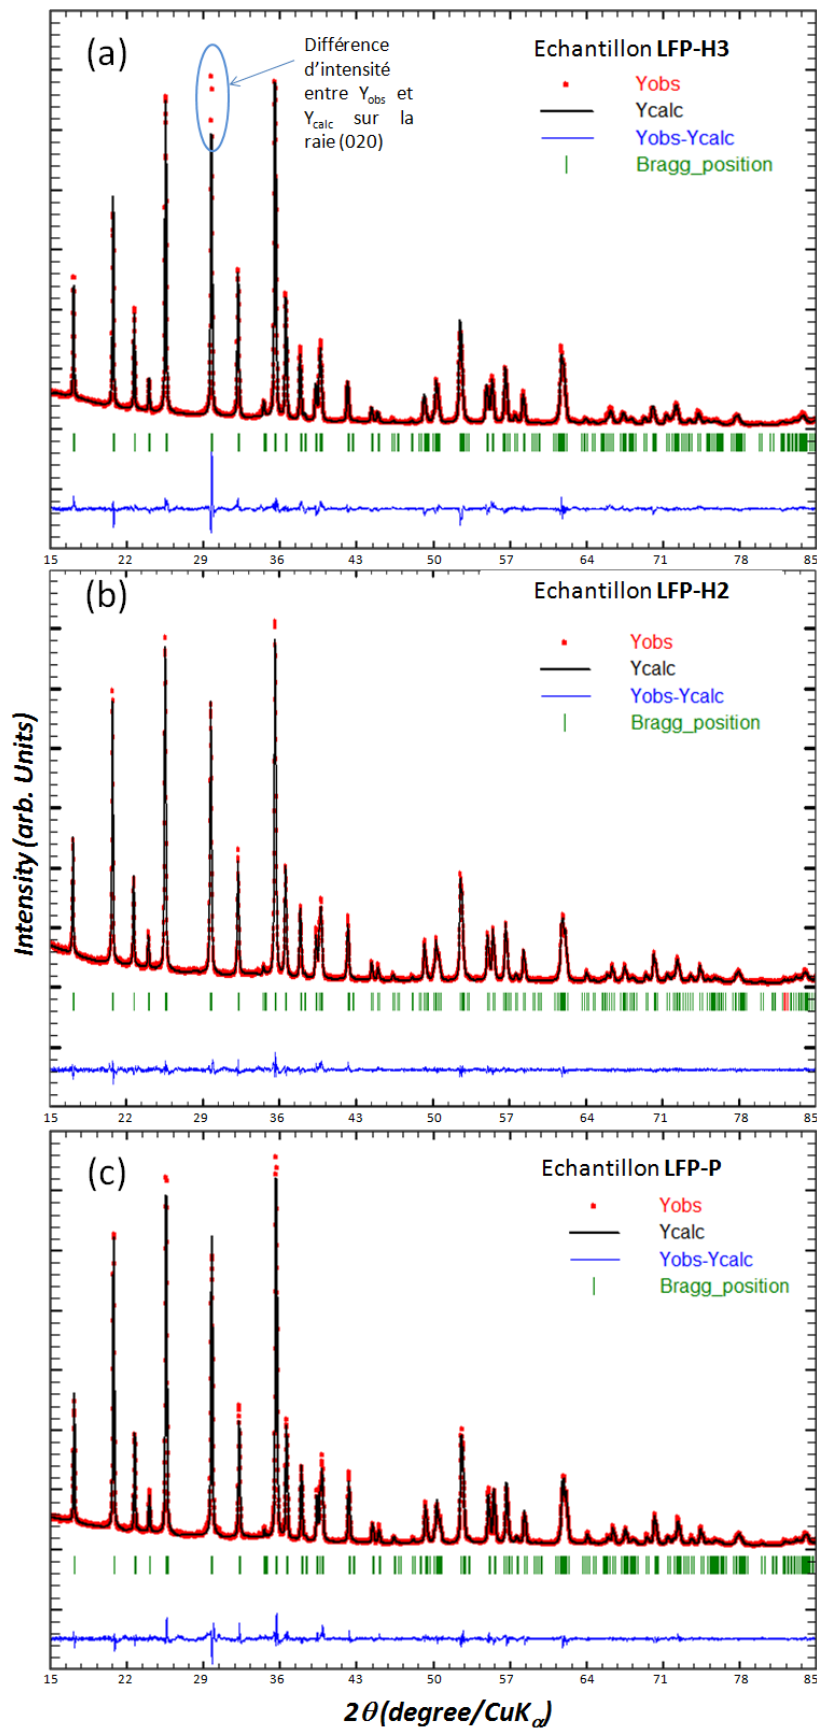 (a)
Différence
d'intensité
entre Yobs et
Ycalc sur la
raie (020)
Echantillon LFP-H3
Yobs
Ycalc
Yobs-Ycalc
Bragg_position
15 22 29 36 43 50 57 64 71 78 85
(b)
Echantillon LFP-H2
Yobs
Ycalc
Yobs-Ycalc
Bragg_position
Intensity (arb. Units)
15 22 29 36 43 50 57 64 71 78 85
(c)
Echantillon LFP-P
Yobs
Ycalc
Yobs-Ycalc
Bragg_position
15 22 29 36 43 50 57 64 71 78 85
2θ (degree/CuKα)